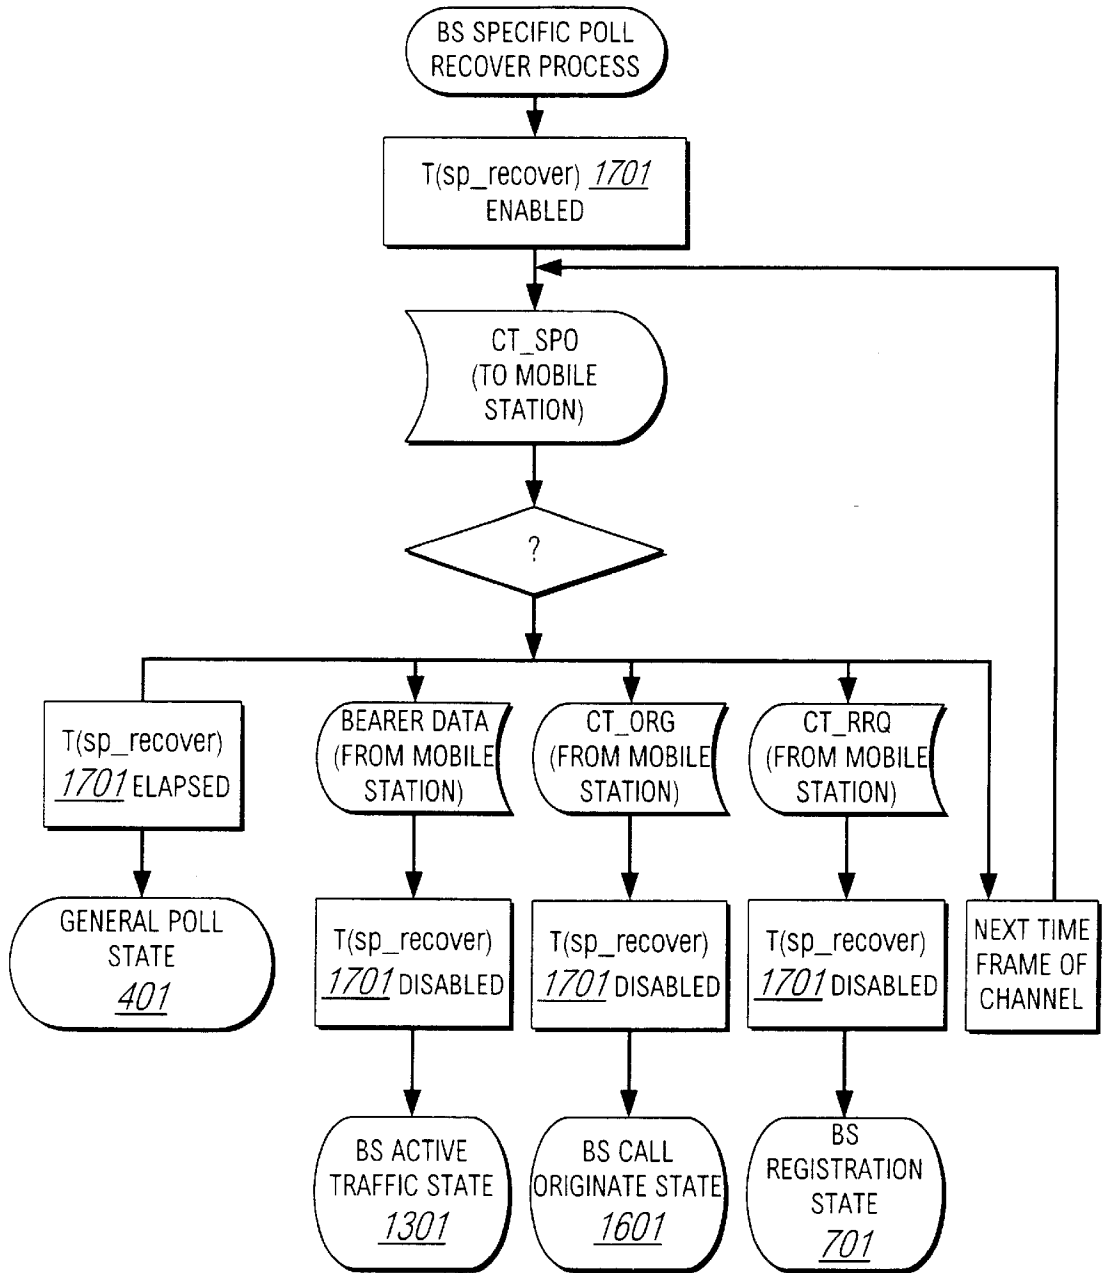 BS SPECIFIC POLL
RECOVER PROCESS
T(sp_recover) 1701
ENABLED
CT_SPO
(TO MOBILE
STATION)
?
T(sp_recover)
1701 ELAPSED
GENERAL POLL
STATE
401
BEARER DATA
(FROM MOBILE
STATION)
T(sp_recover)
1701 DISABLED
BS ACTIVE
TRAFFIC STATE
1301
CT_ORG
(FROM MOBILE
STATION)
T(sp_recover)
1701 DISABLED
BS CALL
ORIGINATE STATE
1601
CT_RRQ
(FROM MOBILE
STATION)
T(sp_recover)
1701 DISABLED
BS
REGISTRATION
STATE
701
NEXT TIME
FRAME OF
CHANNEL